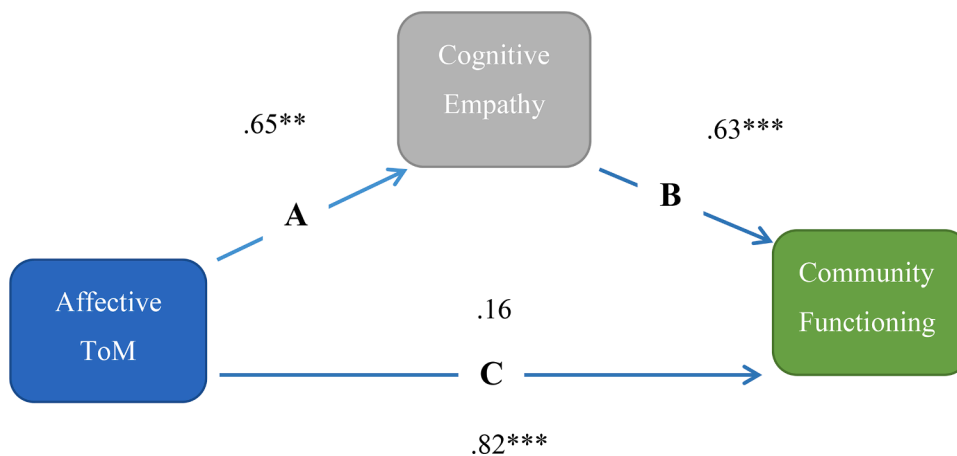 Cognitive
Empathy
.65**
.63***
A
B
Affective
ToM
.16
Community
Functioning
C
.82***